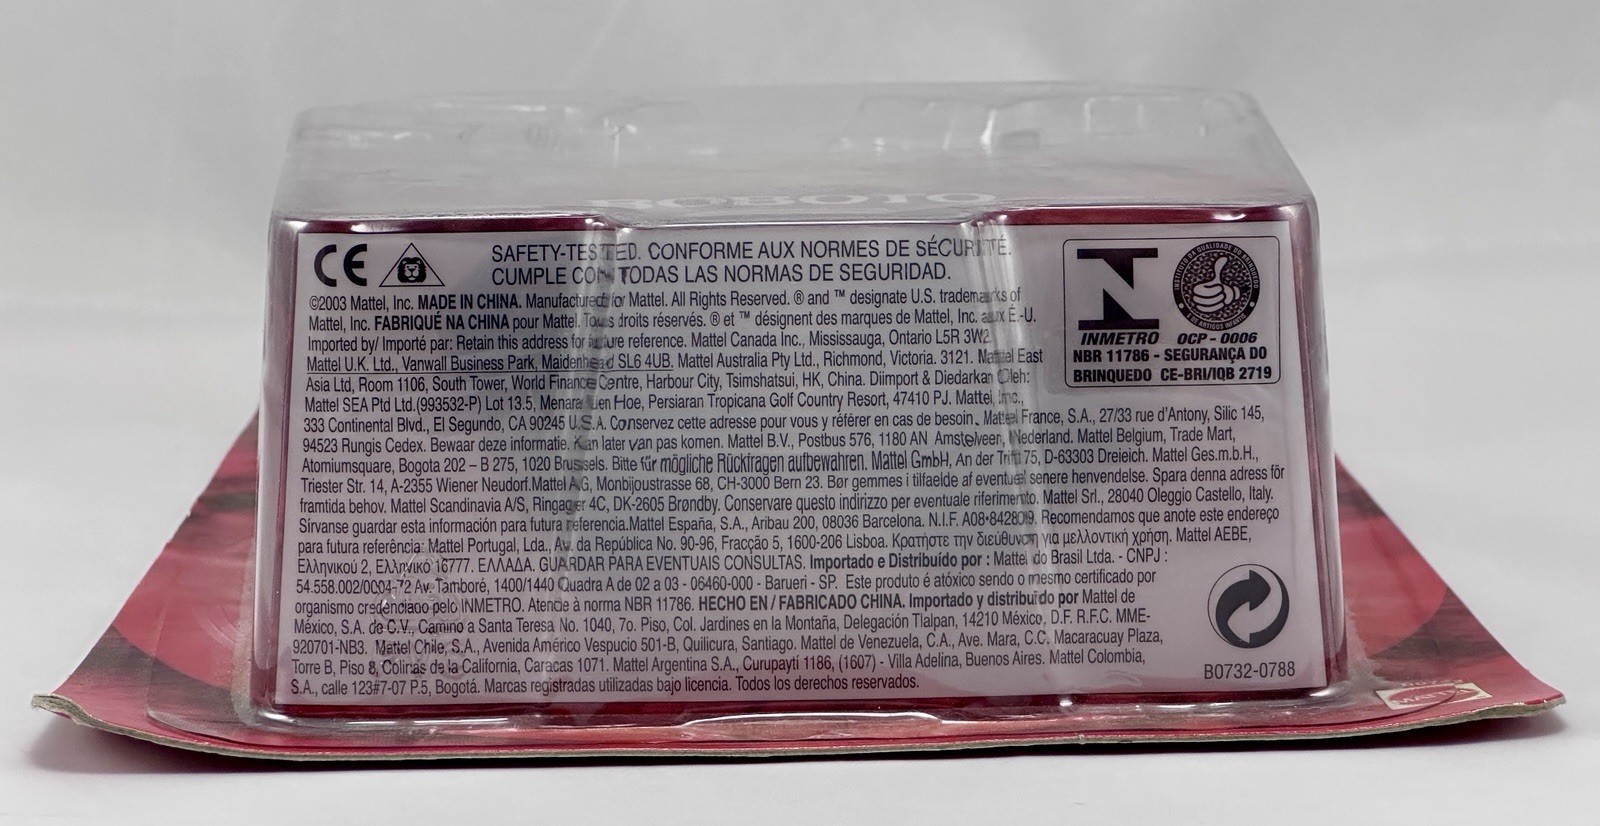 ROBOTO
CE
SAFETY-TESTED. CONFORME AUX NORMES DE SÉCURITÉ.
CUMPLE CON TODAS LAS NORMAS DE SEGURIDAD.
©2003 Mattel, Inc. MADE IN CHINA. Manufactured for Mattel. All Rights Reserved. ® and ™ designate U.S. trademarks of
Mattel, Inc. FABRIQUÉ NA CHINA pour Mattel. Tous droits réservés. ® et ™ désignent des marques de Mattel, Inc. aux É.-U.
Imported by/ Importé par: Retain this address for future reference. Mattel Canada Inc., Mississauga, Ontario L5R 3W2.
Mattel U.K. Ltd., Vanwall Business Park, Maidenhead SL6 4UB. Mattel Australia Pty Ltd., Richmond, Victoria. 3121. Mattel East
Asia Ltd, Room 1106, South Tower, World Finance Centre, Harbour City, Tsimshatsui, HK, China. Diimport & Diedarkan Oleh:
Mattel SEA Ptd Ltd.(993532-P) Lot 13.5, Menara Lien Hoe, Persiaran Tropicana Golf Country Resort, 47410 PJ. Mattel, Inc.,
333 Continental Blvd., El Segundo, CA 90245 U.S.A. Conservez cette adresse pour vous y référer en cas de besoin. Mattel France, S.A., 27/33 rue d'Antony, Silic 145,
94523 Rungis Cedex. Bewaar deze informatie. Kan later van pas komen. Mattel B.V., Postbus 576, 1180 AN Amstelveen, Nederland. Mattel Belgium, Trade Mart,
Atomiumsquare, Bogota 202 – B 275, 1020 Brussels. Bitte für mögliche Rückfragen aufbewahren. Mattel GmbH, An der Trift 75, D-63303 Dreieich. Mattel Ges.m.b.H.,
Triester Str. 14, A-2355 Wiener Neudorf.Mattel AG, Monbijoustrasse 68, CH-3000 Bern 23. Bør gemmes i tilfaelde af eventuel senere henvendelse. Spara denna adress för
framtida behov. Mattel Scandinavia A/S, Ringager 4C, DK-2605 Brøndby. Conservare questo indirizzo per eventuale riferimento. Mattel Srl., 28040 Oleggio Castello, Italy.
Sírvanse guardar esta información para futura referencia.Mattel España, S.A., Aribau 200, 08036 Barcelona. N.I.F. A08•842809. Recomendamos que anote este endereço
para futura referência: Mattel Portugal, Lda., Av. da República No. 90-96, Fracção 5, 1600-206 Lisboa. Κρατήστε την διεύθυνση για μελλοντική χρήση. Mattel AEBE,
Ελληνικού 2, Ελληνικό 16777. ΕΛΛΑΔΑ. GUARDAR PARA EVENTUAIS CONSULTAS. Importado e Distribuído por : Mattel do Brasil Ltda. - CNPJ :
54.558.002/0004-72 Av. Tamboré, 1400/1440 Quadra A de 02 a 03 - 06460-000 - Barueri - SP. Este produto é atóxico sendo o mesmo certificado por
organismo credenciado pelo INMETRO. Atende à norma NBR 11786. HECHO EN / FABRICADO CHINA. Importado y distribuido por Mattel de
México, S.A. de C.V., Camino a Santa Teresa No. 1040, 7o. Piso, Col. Jardines en la Montaña, Delegación Tlalpan, 14210 México, D.F. R.F.C. MME-
920701-NB3. Mattel Chile, S.A., Avenida Américo Vespucio 501-B, Quilicura, Santiago. Mattel de Venezuela, C.A., Ave. Mara, C.C. Macaracuay Plaza,
Torre B, Piso 8, Colinas de la California, Caracas 1071. Mattel Argentina S.A., Curupaytí 1186, (1607) - Villa Adelina, Buenos Aires. Mattel Colombia,
S.A., calle 123#7-07 P.5, Bogotá. Marcas registradas utilizadas bajo licencia. Todos los derechos reservados.
INSTITUTO DA QUALIDADE DO BRINQUEDO
E DE ARTIGOS INFANTIS
INMETRO OCP - 0006
NBR 11786 - SEGURANÇA DO
BRINQUEDO CE-BRI/IQB 2719
B0732-0788
MATTEL